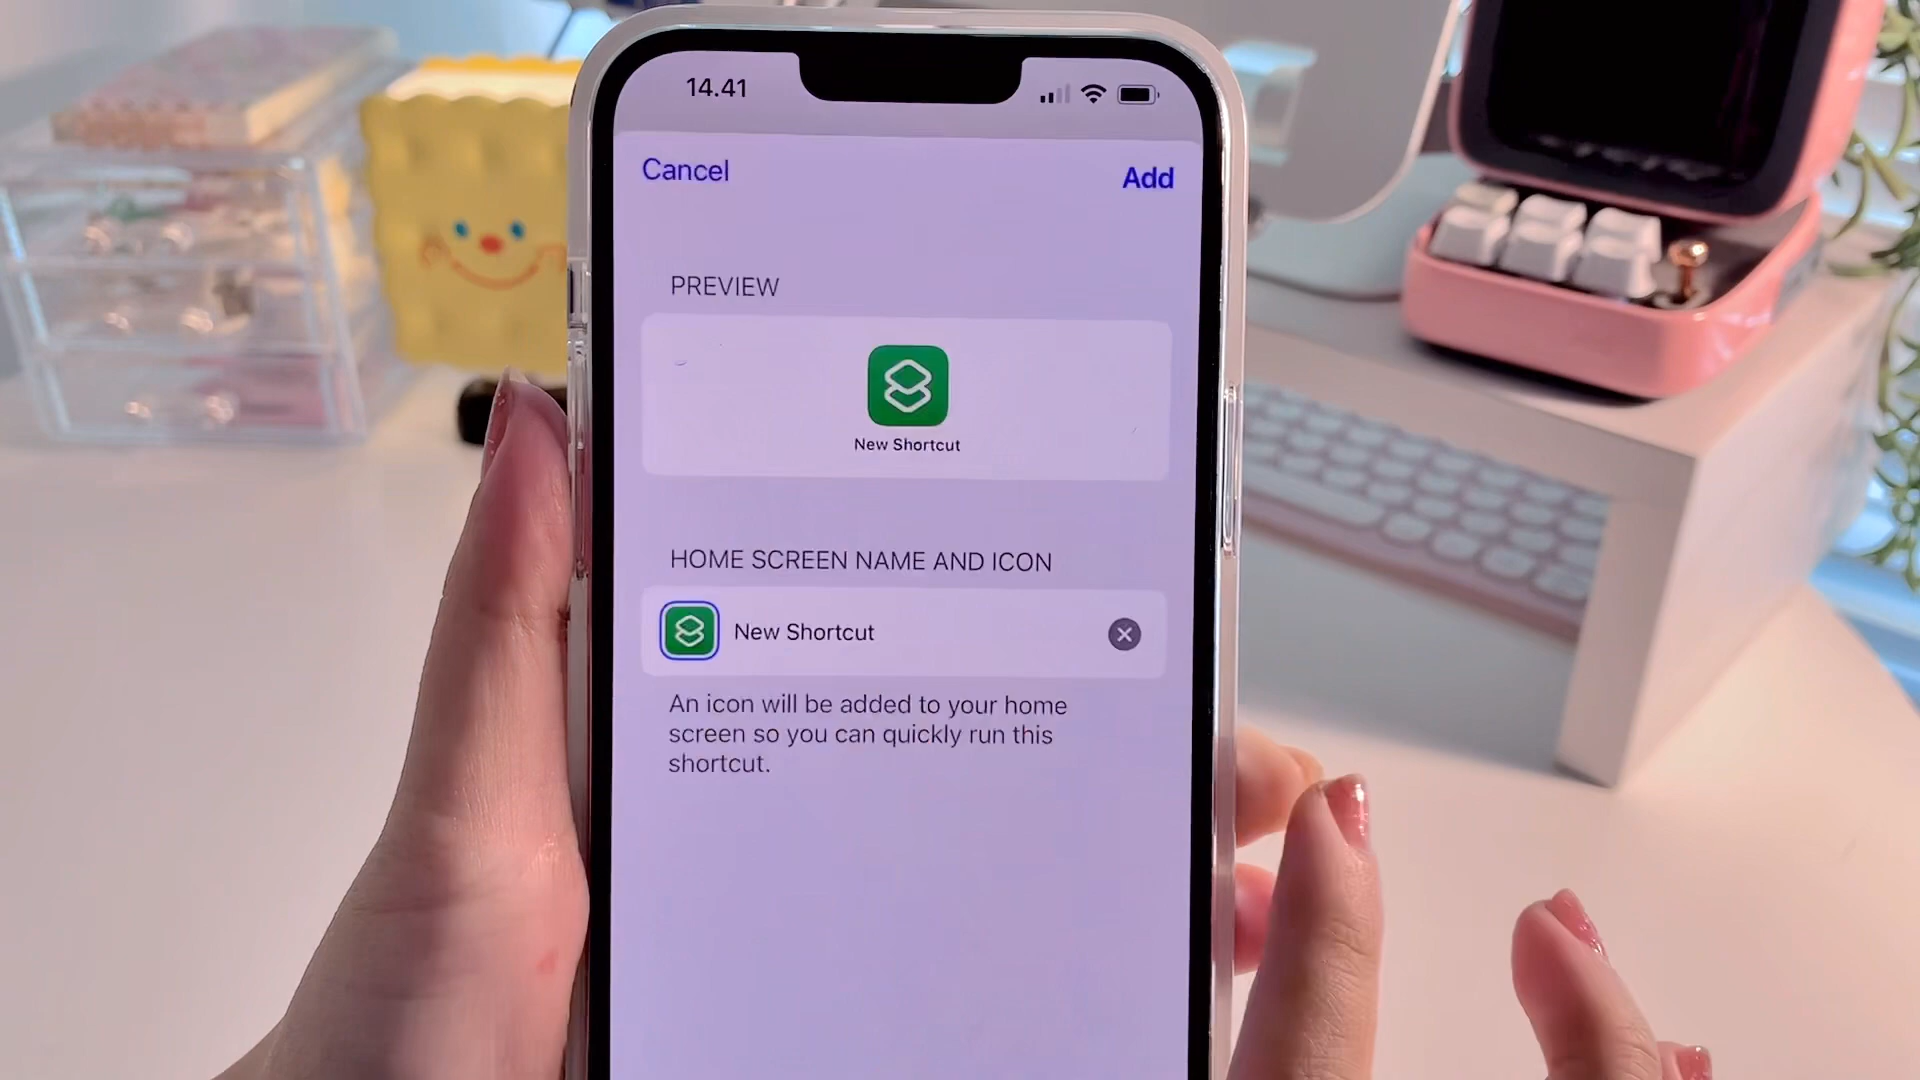 14.41
Cancel
Add
PREVIEW
New Shortcut
HOME SCREEN NAME AND ICON
New Shortcut
An icon will be added to your home
screen so you can quickly run this
shortcut.